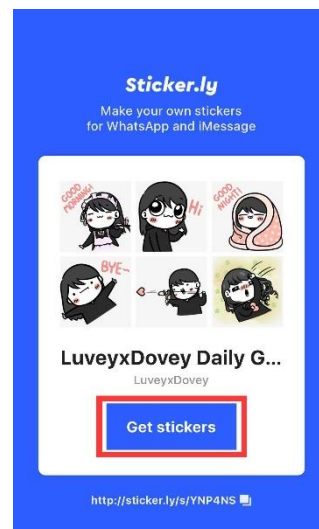 Sticker.ly
Make your own stickers
for WhatsApp and iMessage
GOOD
MORNING!
Hi
GOOD
NIGHT!
BYE~
LuveyxDovey Daily G...
LuveyxDovey
Get stickers
http://sticker.ly/s/YNP4NS